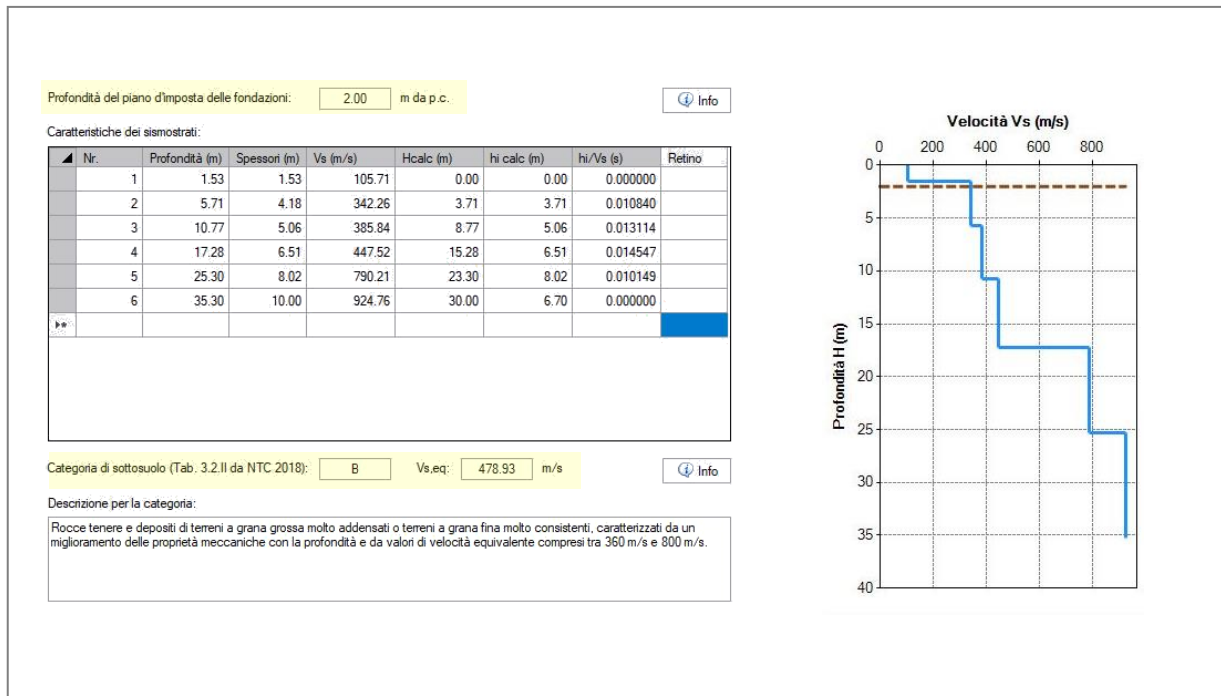 Profondità del piano d'imposta delle fondazioni: 2.00 m da p.c. Info
Caratteristiche dei sismostrati:
Nr. Profondità (m) Spessori (m) Vs (m/s) Hcalc (m) hi calc (m) hi/Vs (s) Retino
1 1.53 1.53 105.71 0.00 0.00 0.000000
2 5.71 4.18 342.26 3.71 3.71 0.010840
3 10.77 5.06 385.84 8.77 5.06 0.013114
4 17.28 6.51 447.52 15.28 6.51 0.014547
5 25.30 8.02 790.21 23.30 8.02 0.010149
6 35.30 10.00 924.76 30.00 6.70 0.000000
Categoria di sottosuolo (Tab. 3.2.II da NTC 2018): B Vs,eq: 478.93 m/s Info
Descrizione per la categoria:
Rocce tenere e depositi di terreni a grana grossa molto addensati o terreni a grana fina molto consistenti, caratterizzati da un
miglioramento delle proprietà meccaniche con la profondità e da valori di velocità equivalente compresi tra 360 m/s e 800 m/s.
Velocità Vs (m/s)
0 200 400 600 800
0
5
10
15
20
25
30
35
40
Profondità H (m)